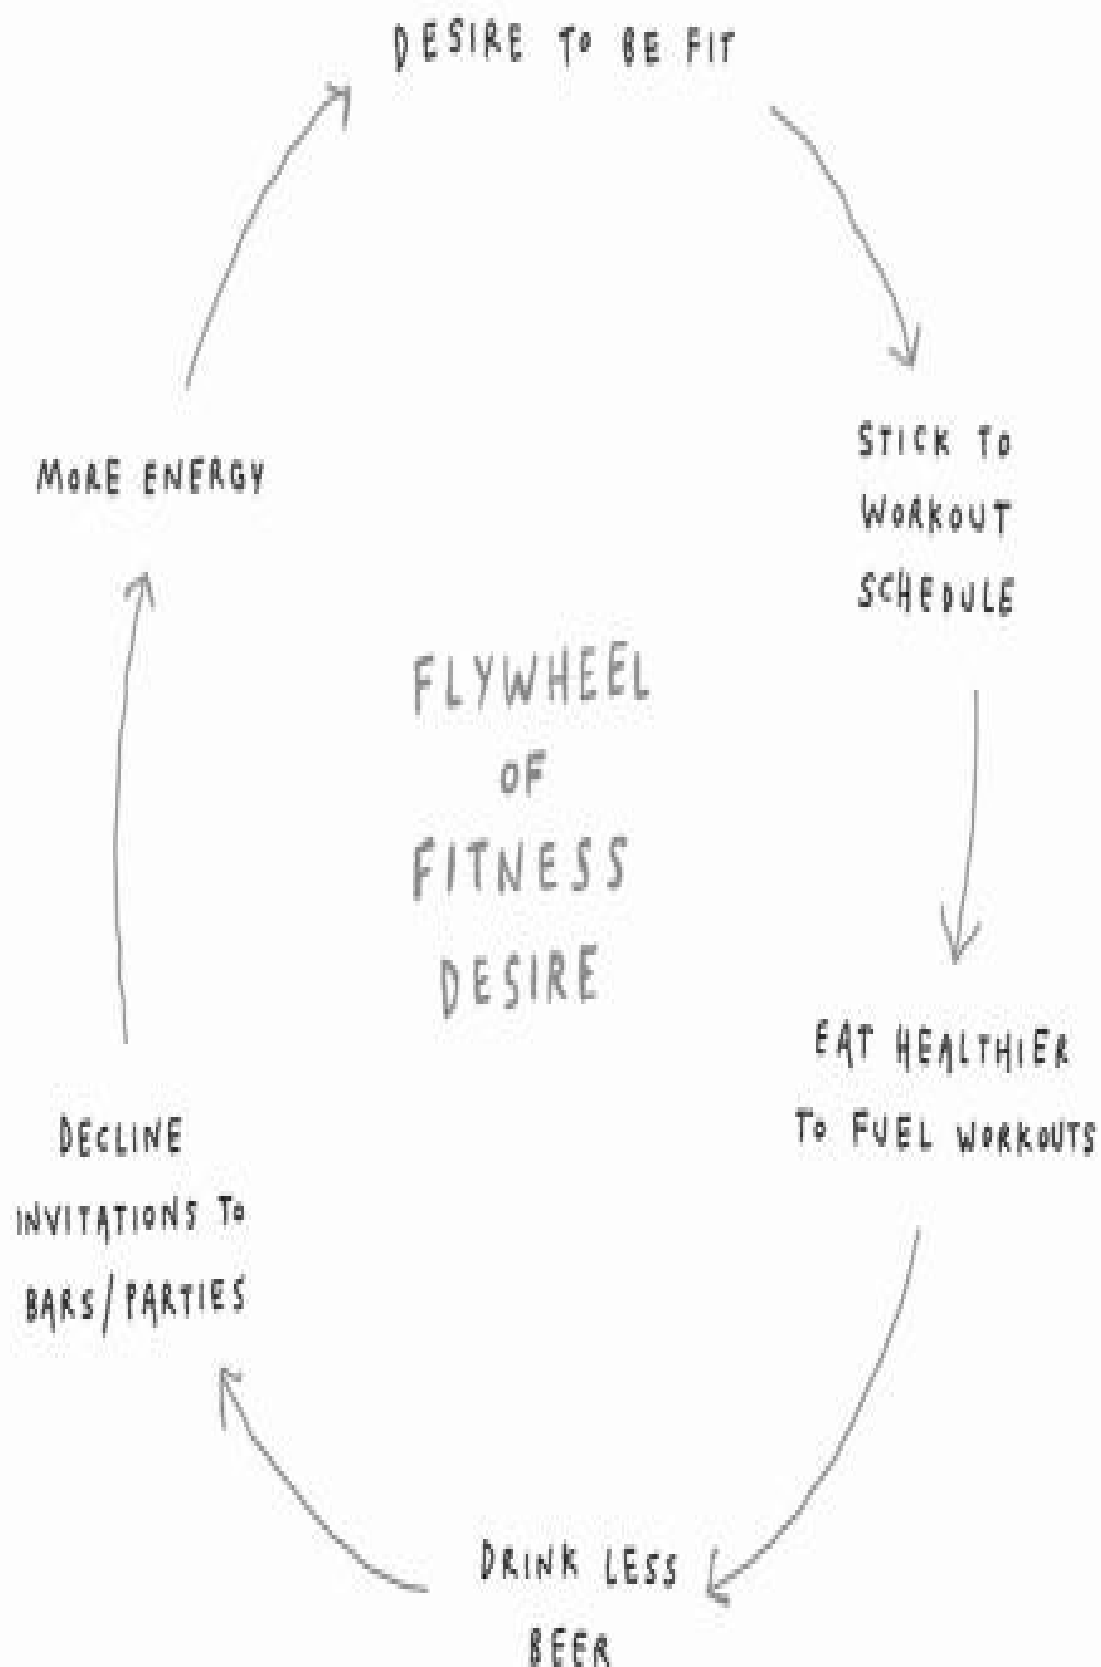 DESIRE TO BE FIT
STICK TO
WORKOUT
SCHEDULE
EAT HEALTHIER
TO FUEL WORKOUTS
DRINK LESS
BEER
DECLINE
INVITATIONS TO
BARS/PARTIES
MORE ENERGY
FLYWHEEL
OF
FITNESS
DESIRE